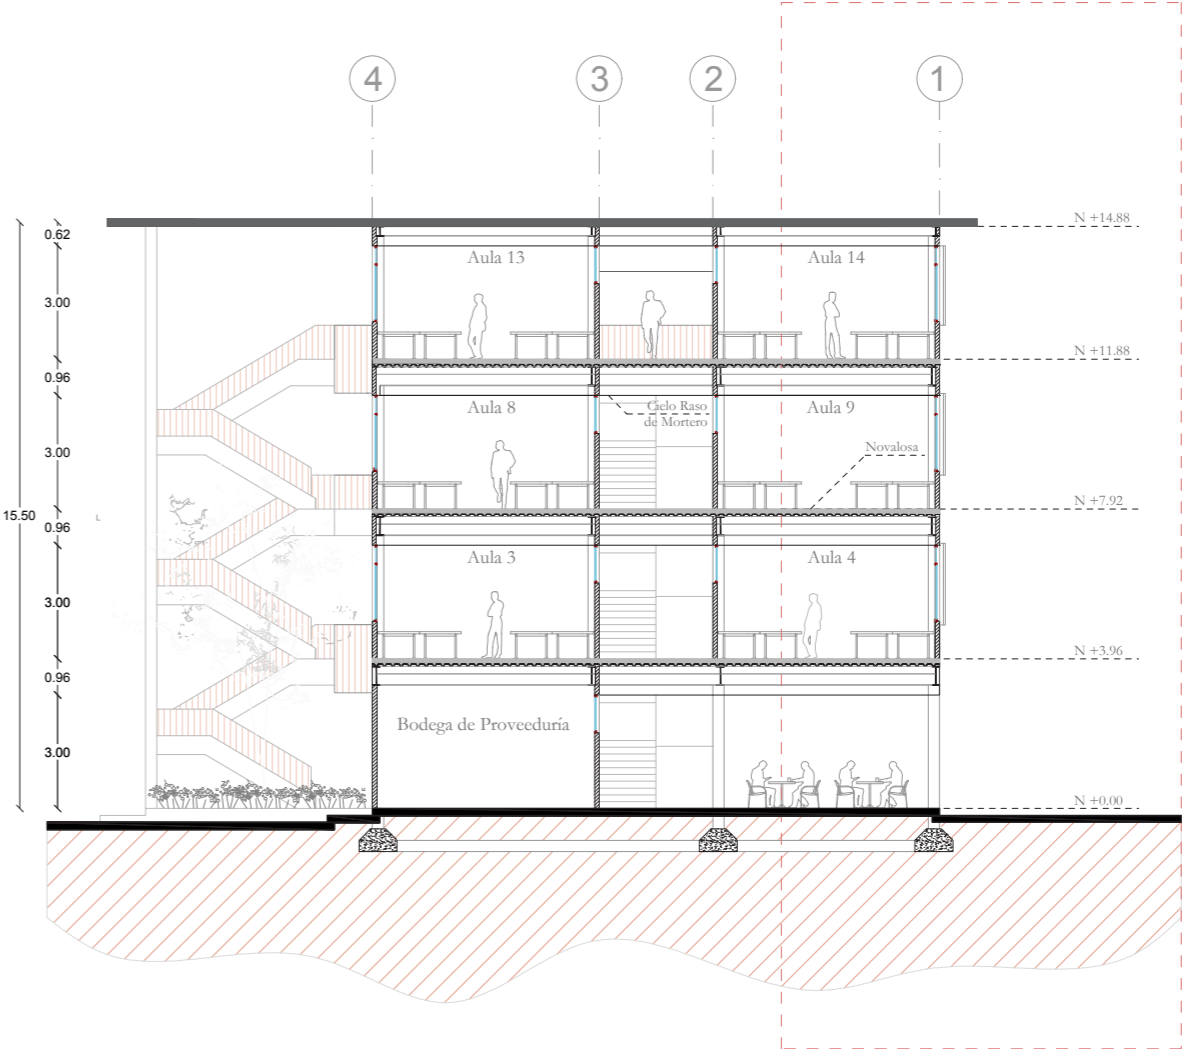 4 3 2 1
N +14.88
0.62
Aula 13 Aula 14
3.00
N +11.88
0.96
Aula 8 Cielo Raso Aula 9
de Mortero
3.00
Novalosa
N +7.92
15.50
0.96
Aula 3 Aula 4
3.00
N +3.96
0.96
Bodega de Proveeduría
3.00
N +0.00